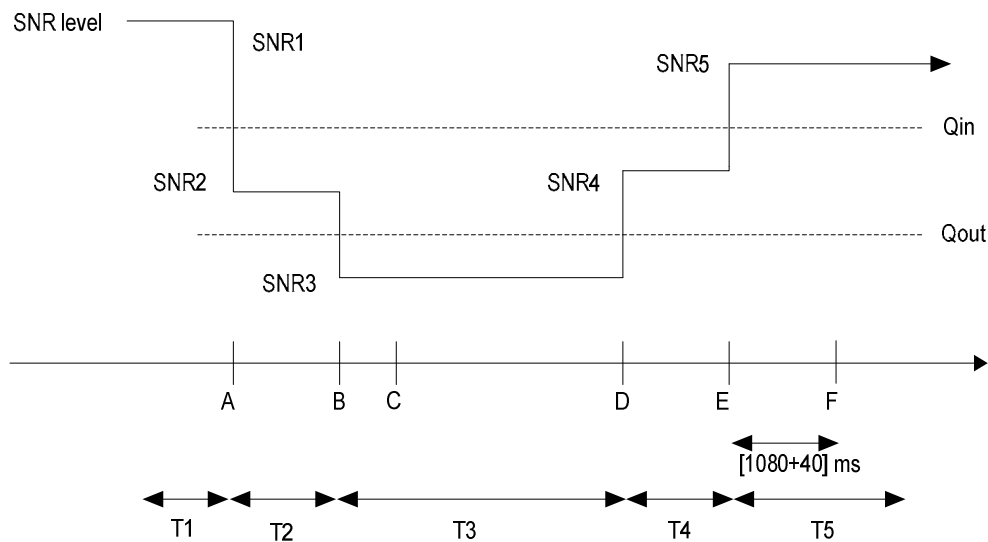 SNR level
SNR1
SNR5
Qin
SNR2
SNR4
Qout
SNR3
A B C D E F
[1080+40] ms
T1 T2 T3 T4 T5